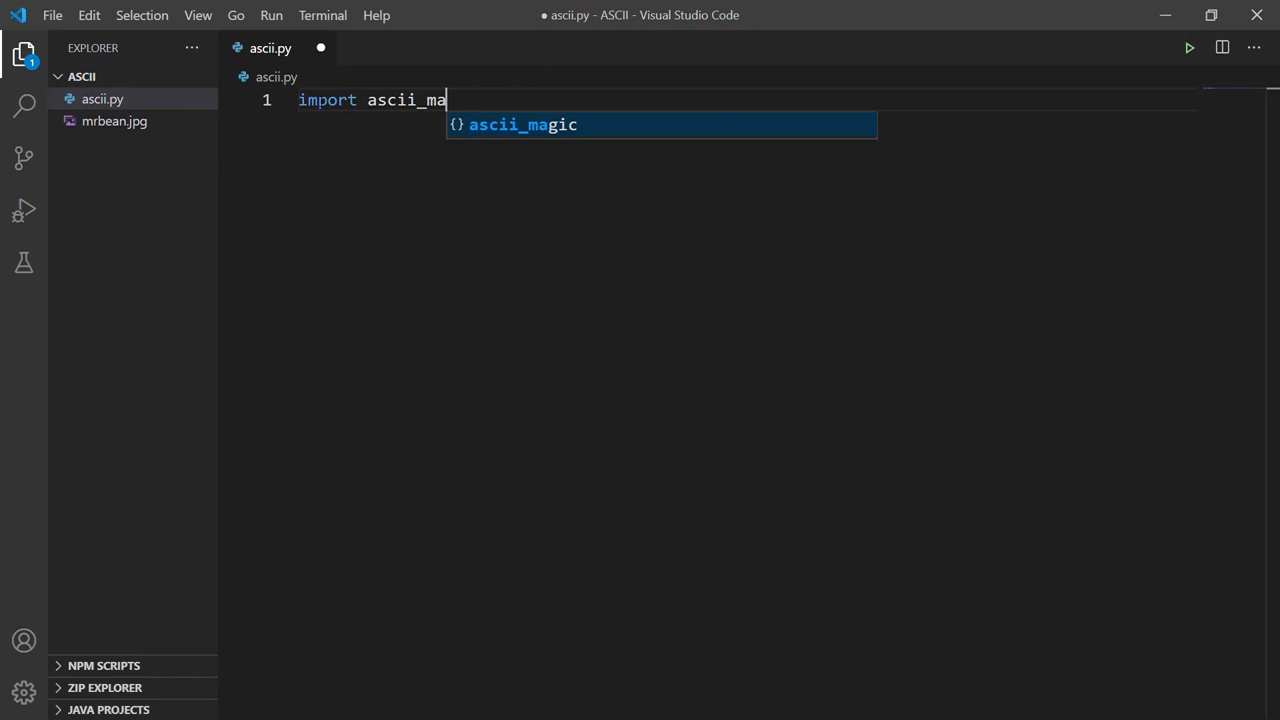 File Edit Selection View Go Run Terminal Help
● ascii.py - ASCII - Visual Studio Code
EXPLORER ...
ascii.py
1
ASCII
ascii.py
ascii.py
mrbean.jpg
1 import ascii_ma
{} ascii_magic
NPM SCRIPTS
ZIP EXPLORER
JAVA PROJECTS